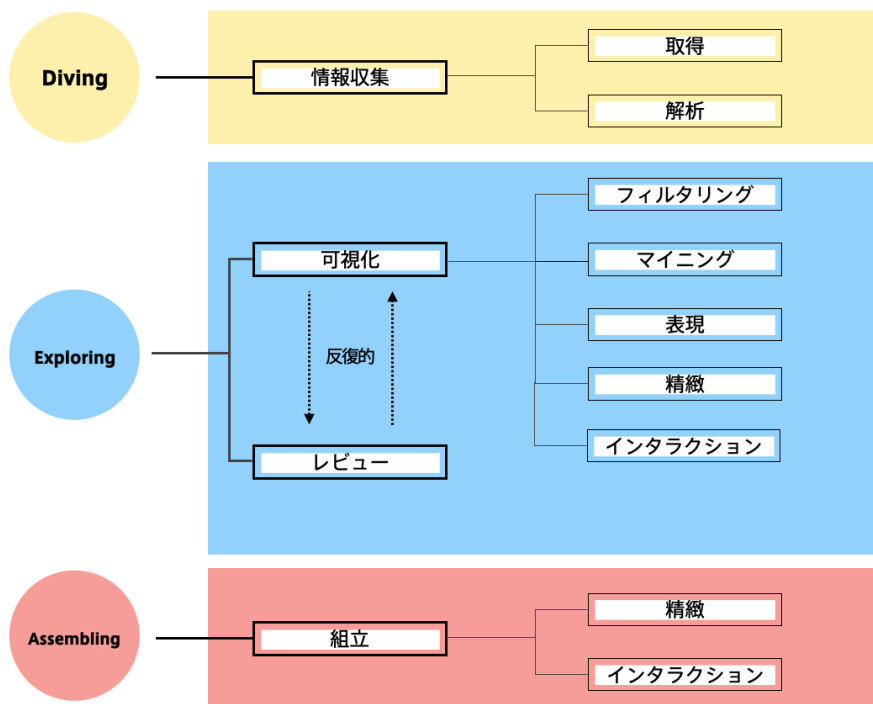 Diving
情報収集
取得
解析
Exploring
可視化
反復的
レビュー
フィルタリング
マイニング
表現
精緻
インタラクション
Assembling
組立
精緻
インタラクション